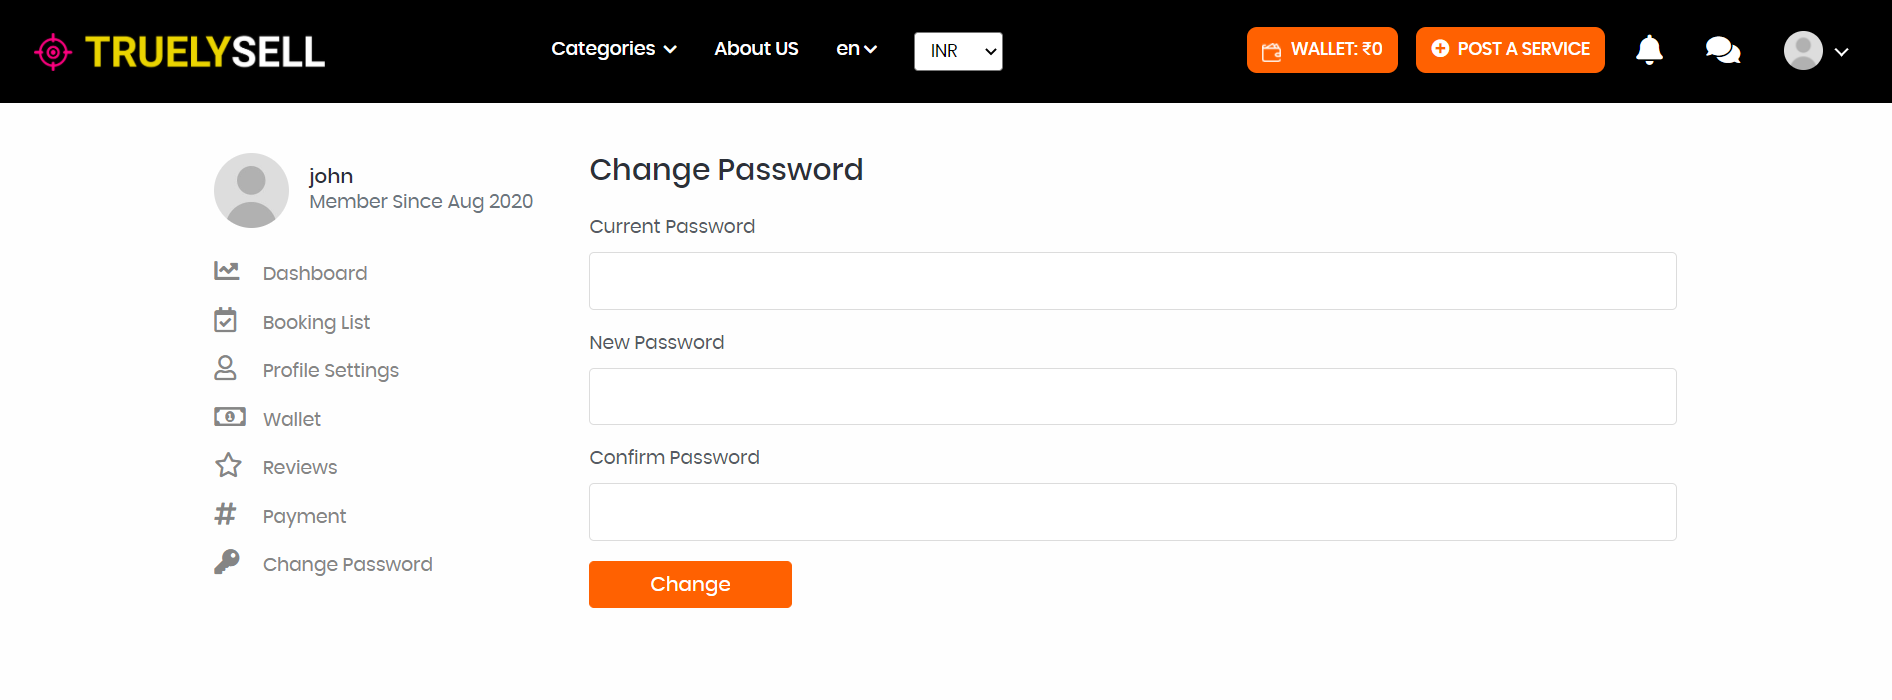 TRUELYSELL
Categories
About US
en
INR
WALLET: ₹0
POST A SERVICE
john
Member Since Aug 2020
Dashboard
Booking List
Profile Settings
Wallet
Reviews
Payment
Change Password
Change Password
Current Password
New Password
Confirm Password
Change